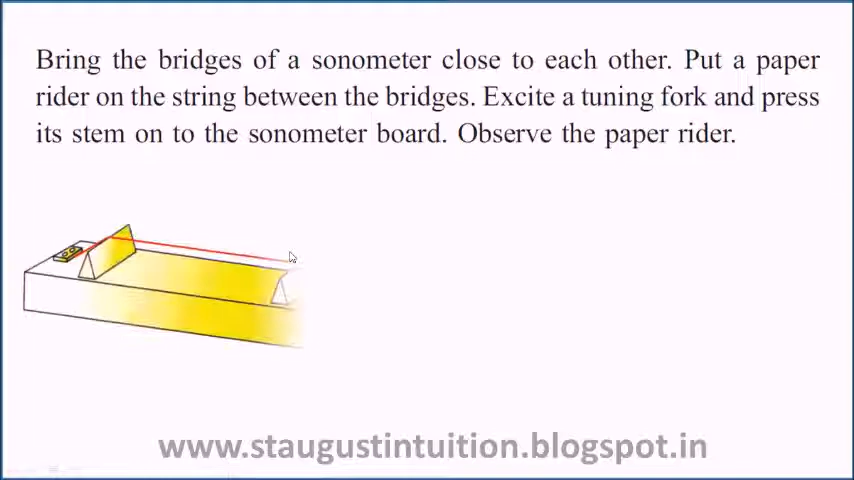 Bring the bridges of a sonometer close to each other. Put a paper
rider on the string between the bridges. Excite a tuning fork and press
its stem on to the sonometer board. Observe the paper rider.
www.staugustintuition.blogspot.in